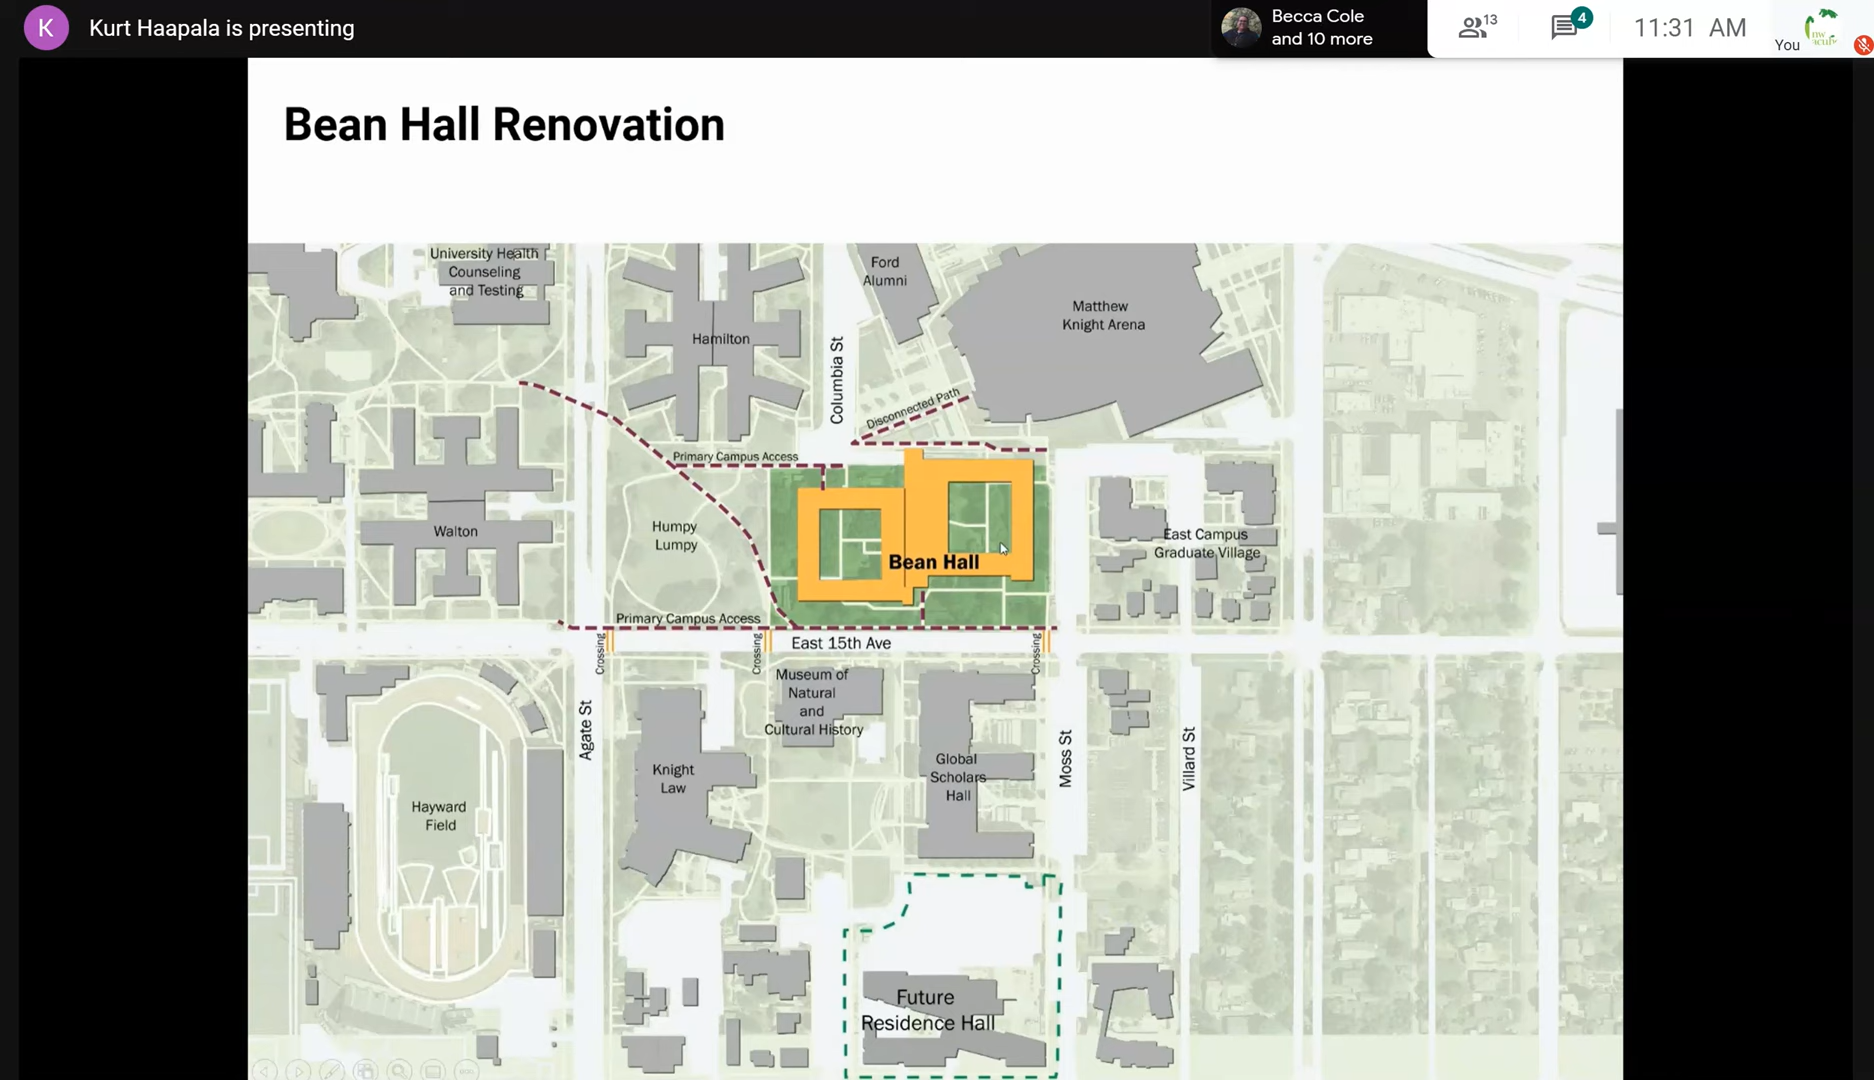 K
Kurt Haapala is presenting
Becca Cole
and 10 more
13
4
11:31 AM
You
Bean Hall Renovation
University Health
Counseling
and Testing
Ford
Alumni
Matthew
Knight Arena
Hamilton
Columbia St
Disconnected Path
Primary Campus Access
Walton
Humpy
Lumpy
Bean Hall
East Campus
Graduate Village
Primary Campus Access
East 15th Ave
Crossing
Crossing
Crossing
Museum of
Natural
and
Cultural History
Agate St
Knight
Law
Global
Scholars
Hall
Moss St
Villard St
Hayward
Field
Future
Residence Hall